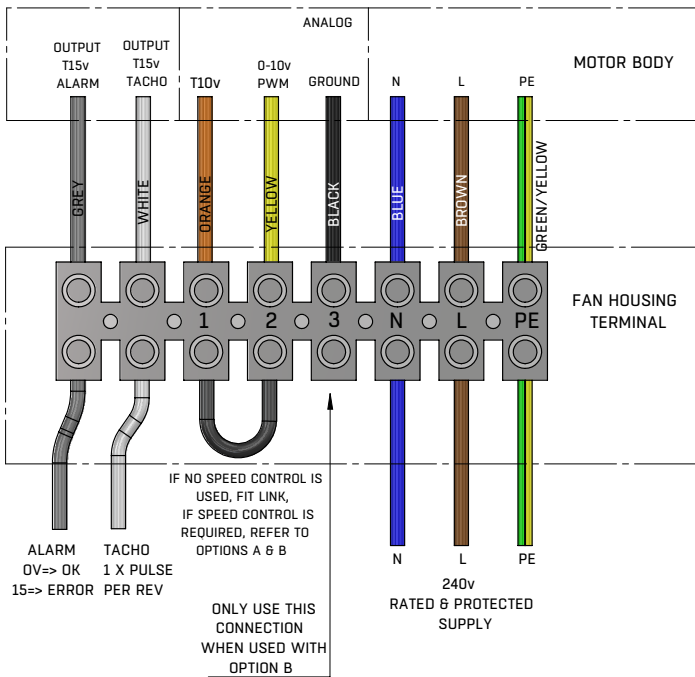 ANALOG
OUTPUT
T15v
ALARM
OUTPUT
T15v
TACHO
T10v
0-10v
PWM
GROUND
N
L
PE
MOTOR BODY
GREY
WHITE
ORANGE
YELLOW
BLACK
BLUE
BROWN
GREEN/YELLOW
1
2
3
N
L
PE
FAN HOUSING
TERMINAL
IF NO SPEED CONTROL IS
USED, FIT LINK,
IF SPEED CONTROL IS
REQUIRED, REFER TO
OPTIONS A & B
ALARM
0V=> OK
15=> ERROR
TACHO
1 X PULSE
PER REV
N
L
PE
240v
RATED & PROTECTED
SUPPLY
ONLY USE THIS
CONNECTION
WHEN USED WITH
OPTION B